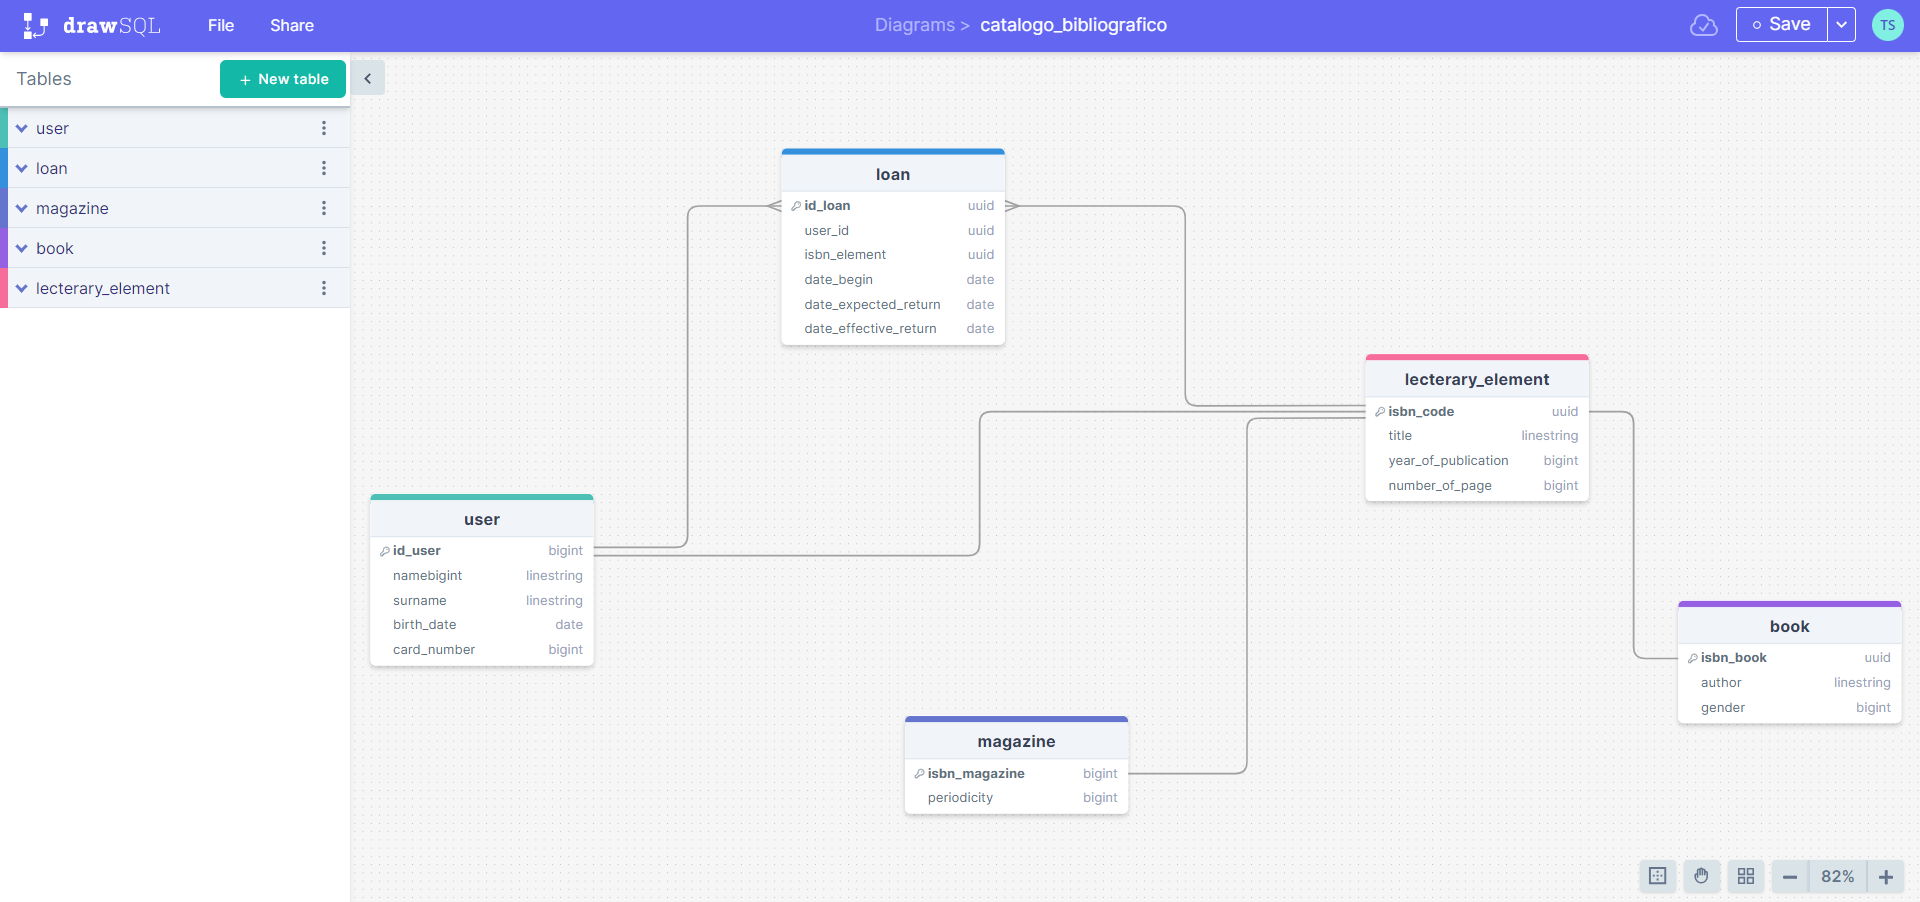 drawSQL File Share Diagrams > catalogo_bibliografico Save TS
Tables + New table
user
loan
magazine
book
lecterary_element
loan
id_loan uuid
user_id uuid
isbn_element uuid
date_begin date
date_expected_return date
date_effective_return date
lecterary_element
isbn_code uuid
title linestring
year_of_publication bigint
number_of_page bigint
user
id_user bigint
namebigint linestring
surname linestring
birth_date date
card_number bigint
book
isbn_book uuid
author linestring
gender bigint
magazine
isbn_magazine bigint
periodicity bigint
82%